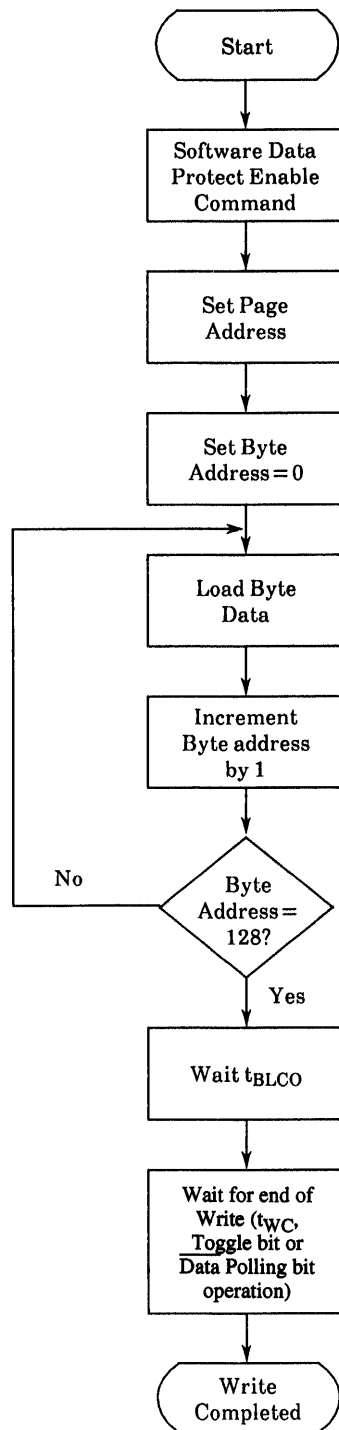 Start
Software Data
Protect Enable
Command
Set Page
Address
Set Byte
Address=0
Load Byte
Data
Increment
Byte address
by 1
No
Byte
Address=
128?
Yes
Wait tBLCO
Wait for end of
Write (tWC,
Toggle bit or
Data Polling bit
operation)
Write
Completed